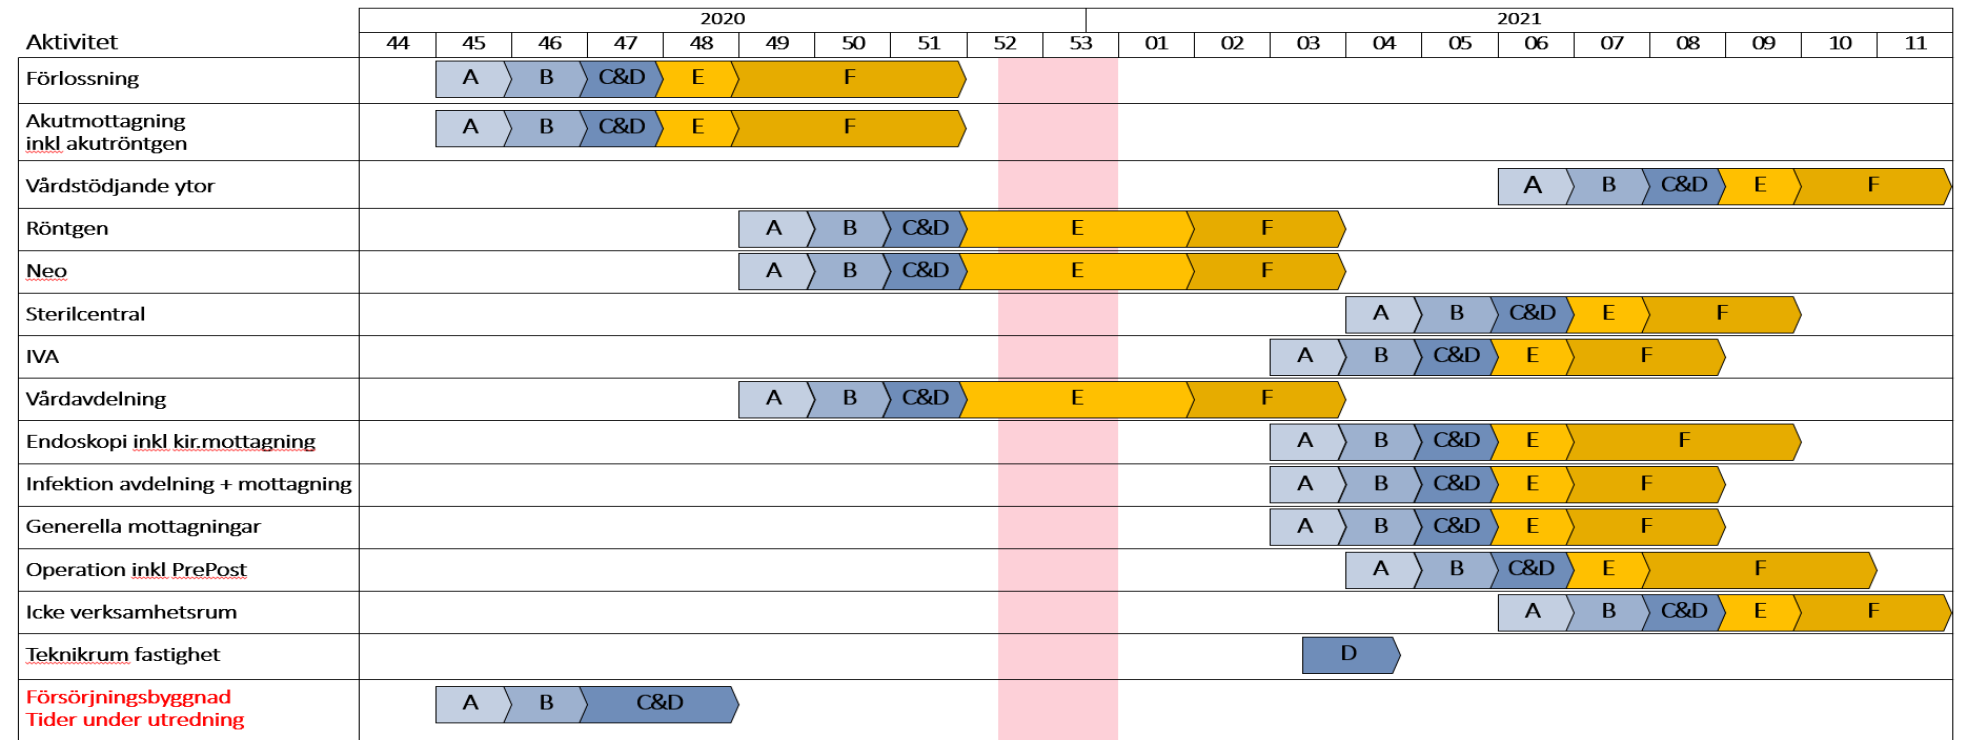 2020 2021
Aktivitet 44 45 46 47 48 49 50 51 52 53 01 02 03 04 05 06 07 08 09 10 11
Förlossning A B C&D E F
Akutmottagning
inkl akutröntgen A B C&D E F
Vårdstödjande ytor A B C&D E F
Röntgen A B C&D E F
Neo A B C&D E F
Sterilcentral A B C&D E F
IVA A B C&D E F
Vårdavdelning A B C&D E F
Endoskopi inkl kir.mottagning A B C&D E F
Infektion avdelning + mottagning A B C&D E F
Generella mottagningar A B C&D E F
Operation inkl PrePost A B C&D E F
Icke verksamhetsrum A B C&D E F
Teknikrum fastighet D
Försörjningsbyggnad A B C&D
Tider under utredning